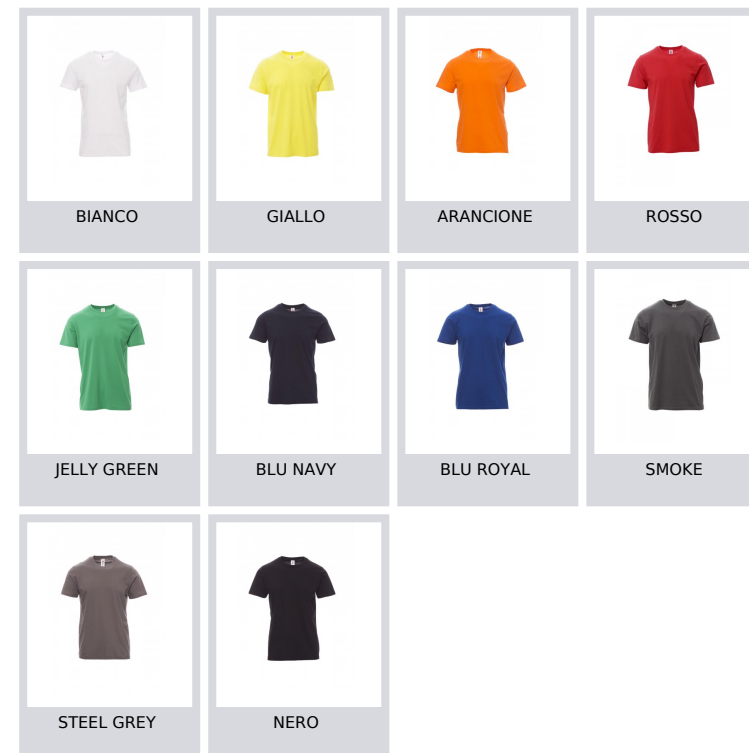 BIANCO
GIALLO
ARANCIONE
ROSSO
JELLY GREEN
BLU NAVY
BLU ROYAL
SMOKE
STEEL GREY
NERO